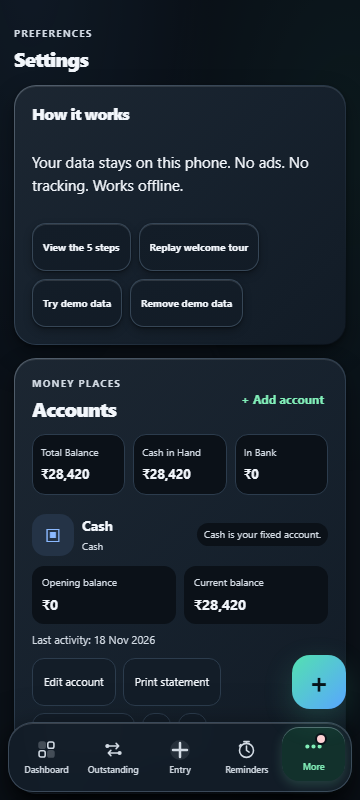 PREFERENCES
Settings
How it works
Your data stays on this phone. No ads. No
tracking. Works offline.
View the 5 steps
Replay welcome tour
Try demo data
Remove demo data
MONEY PLACES
Accounts
+ Add account
Total Balance
₹28,420
Cash in Hand
₹28,420
In Bank
₹0
Cash
Cash
Cash is your fixed account.
Opening balance
₹0
Current balance
₹28,420
Last activity: 18 Nov 2026
Edit account
Print statement
+
Dashboard
Outstanding
Entry
Reminders
More